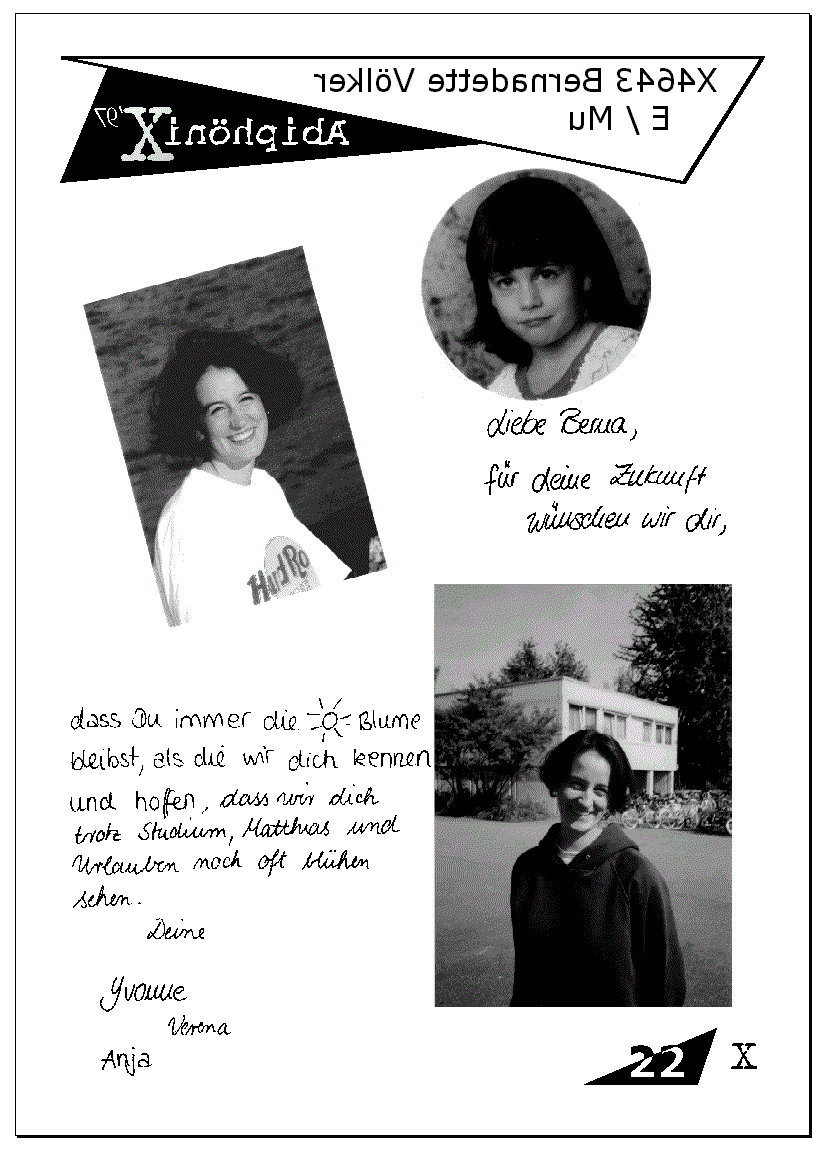 X4643 Bernadette Völker
E / Mu
AbiphöniX '97
Liebe Berna,
für deine Zukunft
wünschen wir dir,
Hard Ro
dass Du immer die Blume
bleibst, als die wir dich kennen
und hoffen, dass wir dich
trotz Studium, Matthias und
Urlauben noch oft blühen
sehen.
Deine
Yvonne
Verena
Anja
22 X